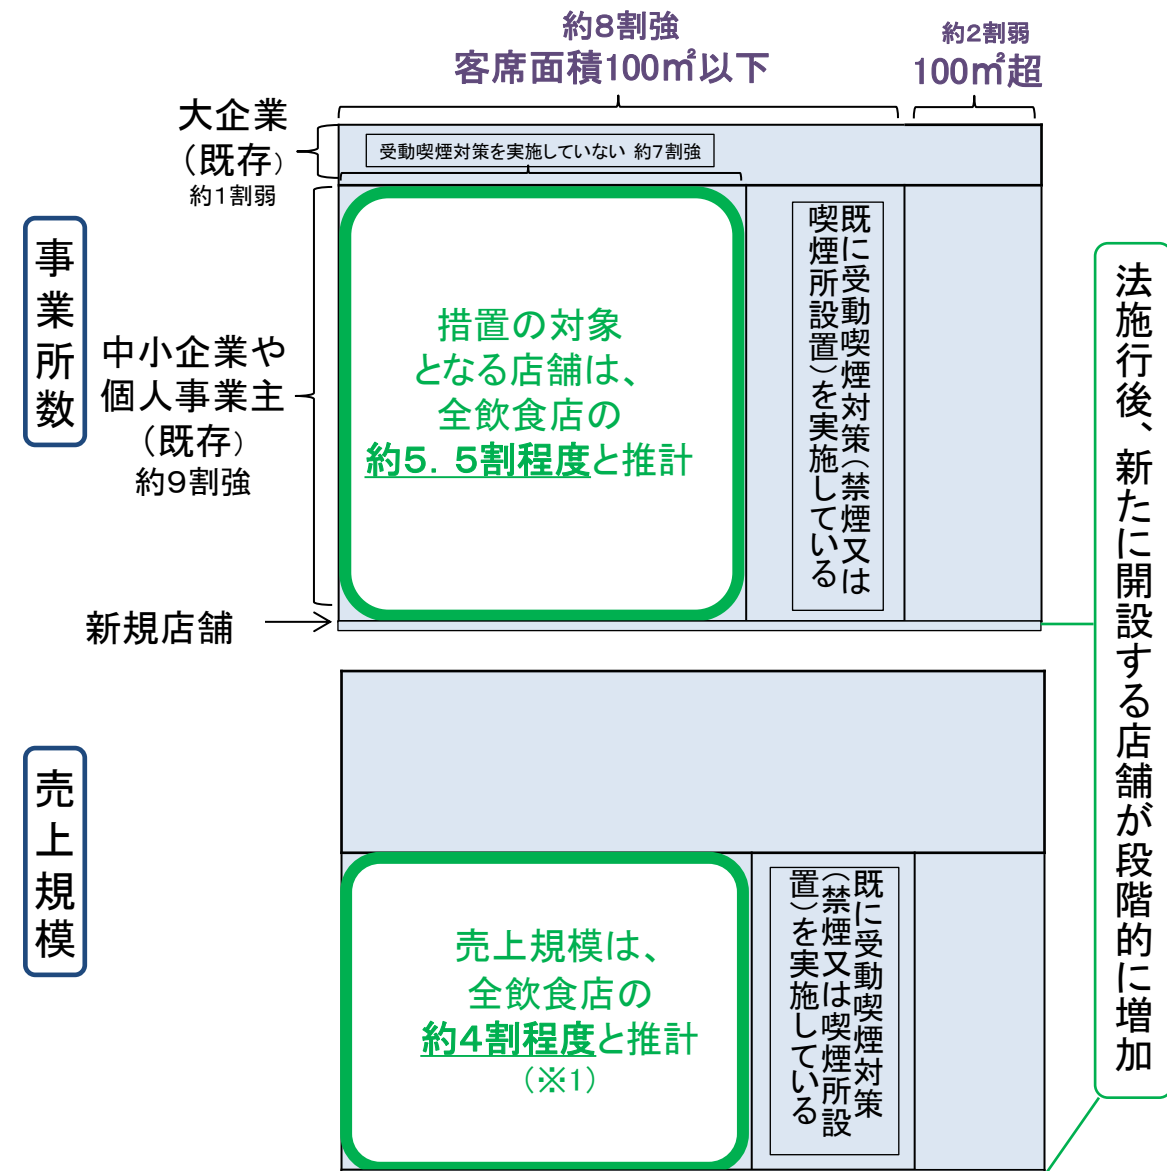 約8割強
客席面積100㎡以下
約2割弱
100㎡超
大企業
(既存)
約1割弱
受動喫煙対策を実施していない 約7割強
事業所数
中小企業や
個人事業主
(既存)
約9割強
措置の対象
となる店舗は、
全飲食店の
約5.5割程度と推計
既に受動喫煙対策(禁煙又は
喫煙所設置)を実施している
新規店舗
法施行後、新たに開設する店舗が段階的に増加
売上規模
売上規模は、
全飲食店の
約4割程度と推計
(※1)
既に受動喫煙対策
(禁煙又は喫煙所設
置)を実施している